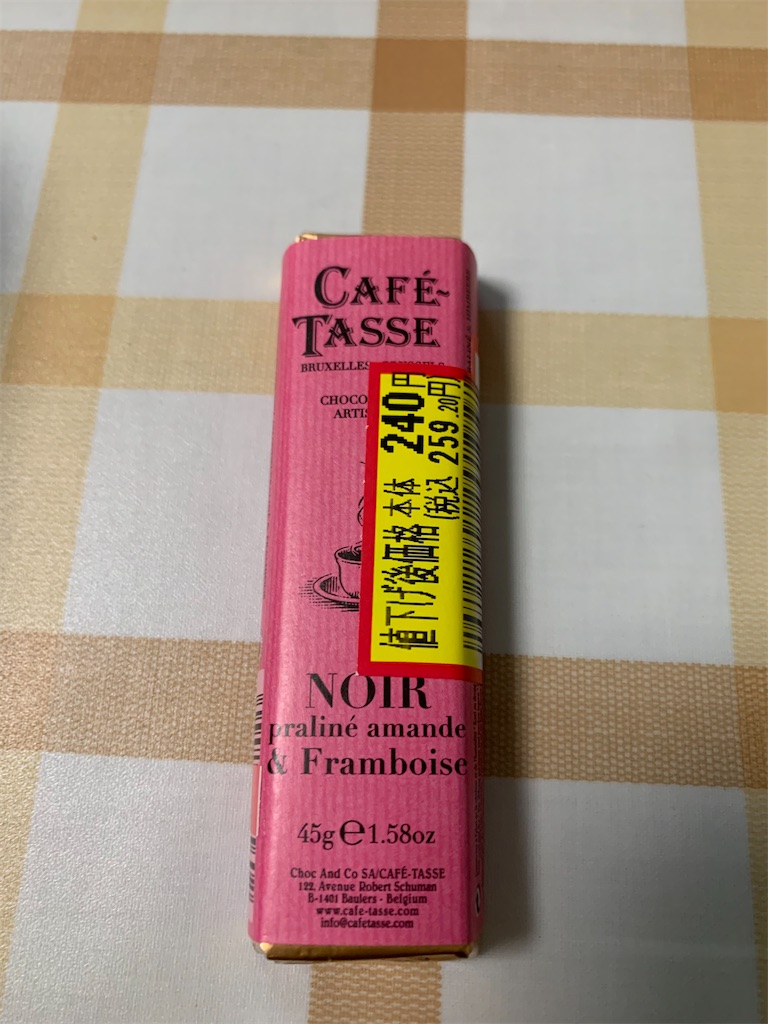 CAFÉ-
TASSE
BRUXELLES
CHOCO
ARTIS
値下げ後価格 本体 240円
(税込 259.20円)
NOIR
praliné amande
& Framboise
45g ℮ 1.58oz
Choc And Co SA/CAFÉ-TASSE
122, Avenue Robert Schuman
B-1401 Baulers - Belgium
www.cafe-tasse.com
info@cafetasse.com